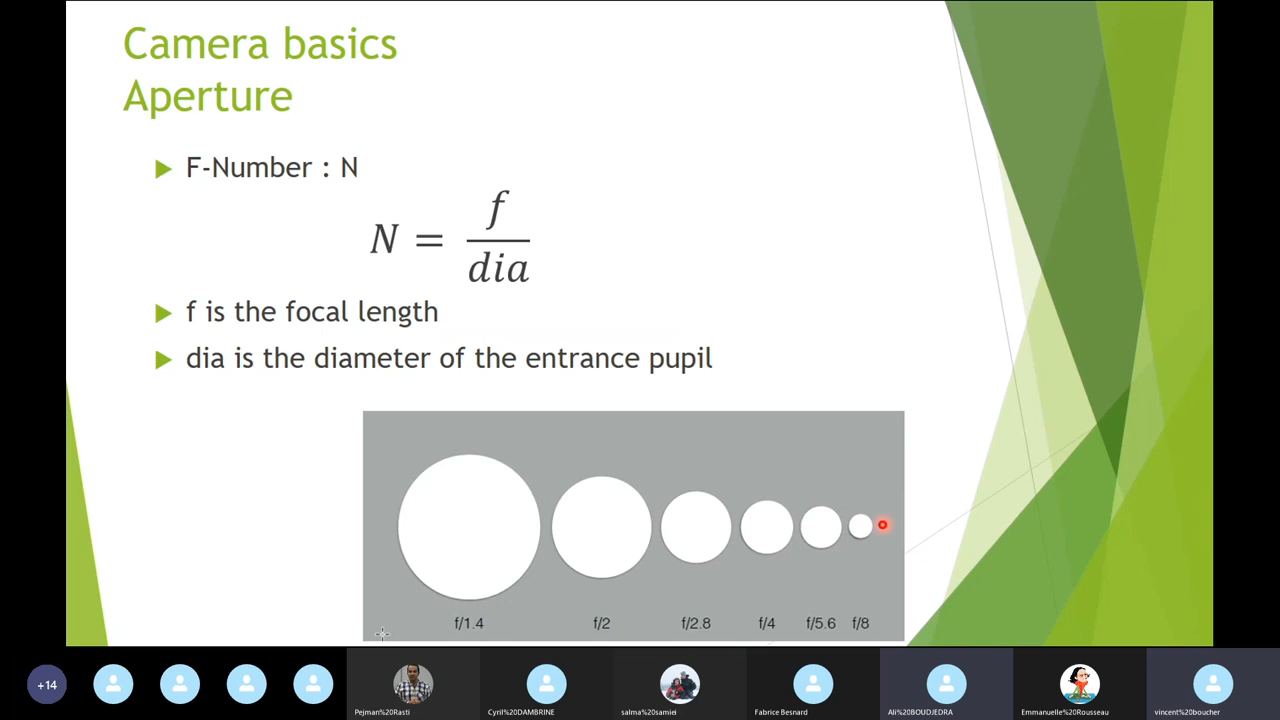 Camera basics
Aperture
F-Number : N
N = f/dia
f is the focal length
dia is the diameter of the entrance pupil
f/1.4 f/2 f/2.8 f/4 f/5.6 f/8
+14 Pejman%20Rasti Cyril%20DAMBRINE salma%20samiei Fabrice Besnard Ali%20BOUDJEDRA Emmanuelle%20Rousseau vincent%20boucher